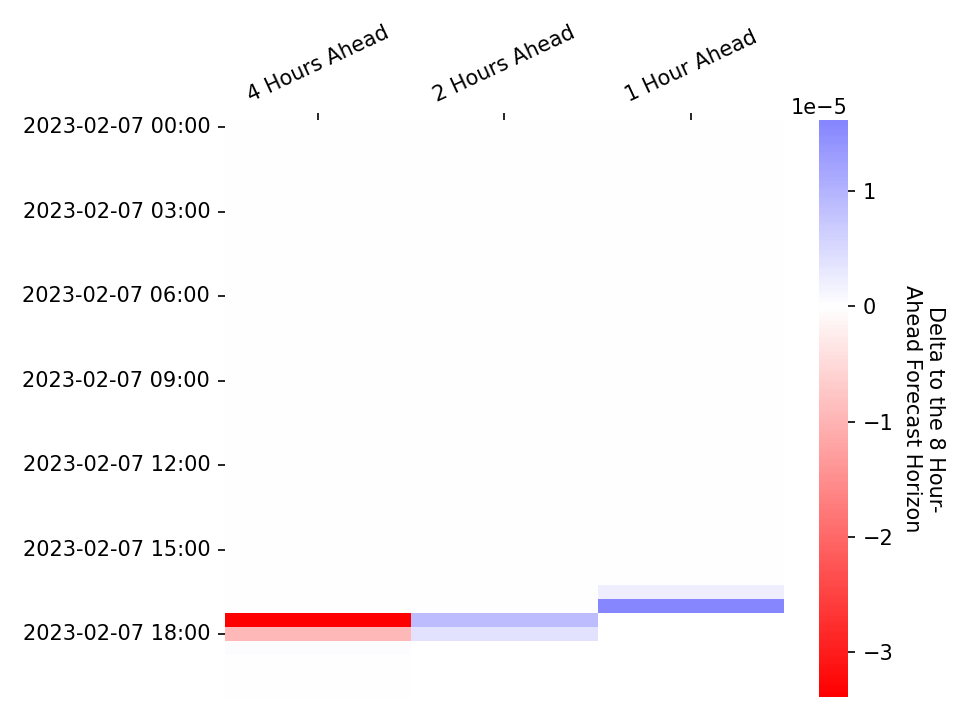 4 Hours Ahead
2 Hours Ahead
1 Hour Ahead
1e−5
2023-02-07 00:00
2023-02-07 03:00
2023-02-07 06:00
2023-02-07 09:00
2023-02-07 12:00
2023-02-07 15:00
2023-02-07 18:00
1
0
−1
−2
−3
Delta to the 8 Hour-
Ahead Forecast Horizon